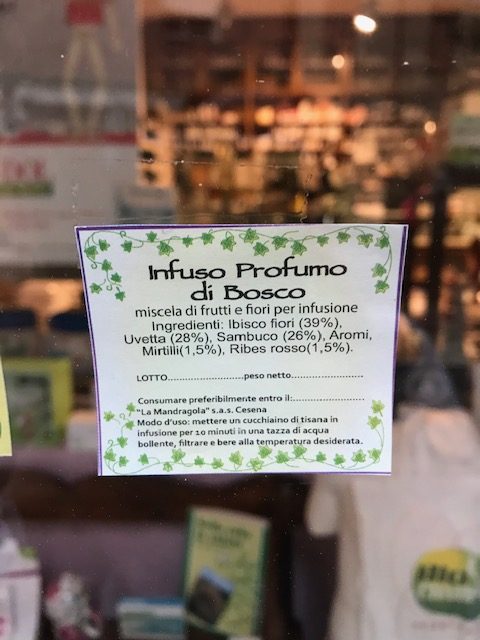 Infuso Profumo
di Bosco
miscela di frutti e fiori per infusione
Ingredienti: Ibisco fiori (39%),
Uvetta (28%), Sambuco (26%), Aromi,
Mirtilli(1,5%), Ribes rosso(1,5%).
LOTTO........................peso netto......................
Consumare preferibilmente entro il:......................
"La Mandragola" s.a.s. Cesena
Modo d'uso: mettere un cucchiaino di tisana in
infusione per 10 minuti in una tazza di acqua
bollente, filtrare e bere alla temperatura desiderata.